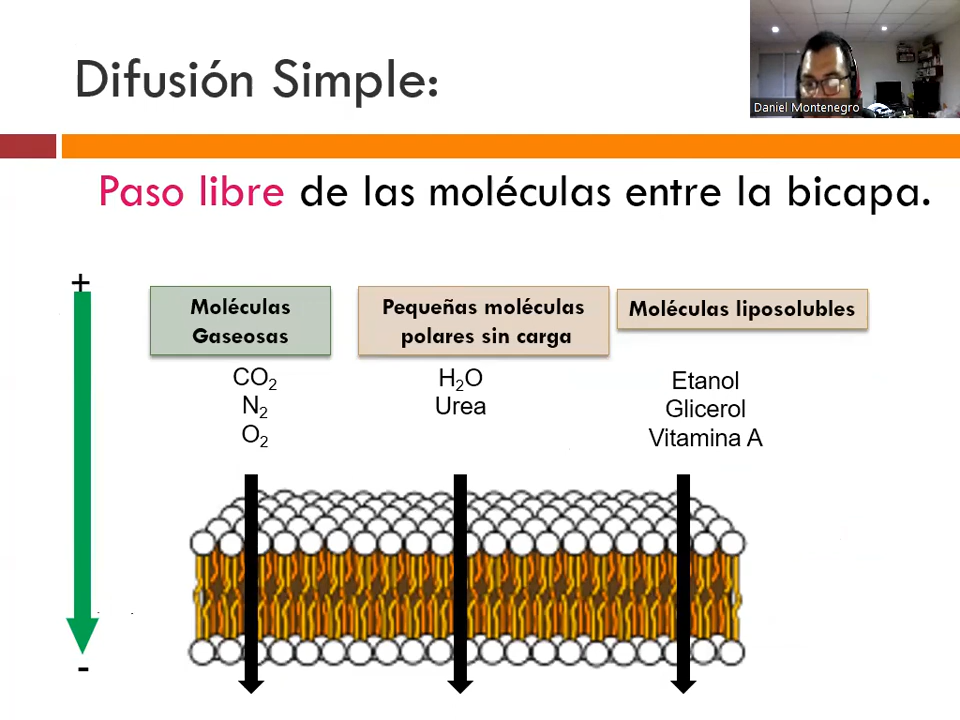 Difusión Simple:
Daniel Montenegro
Paso libre de las moléculas entre la bicapa.
+
Moléculas
Gaseosas
CO₂
N₂
O₂
Pequeñas moléculas
polares sin carga
H₂O
Urea
Moléculas liposolubles
Etanol
Glicerol
Vitamina A
-